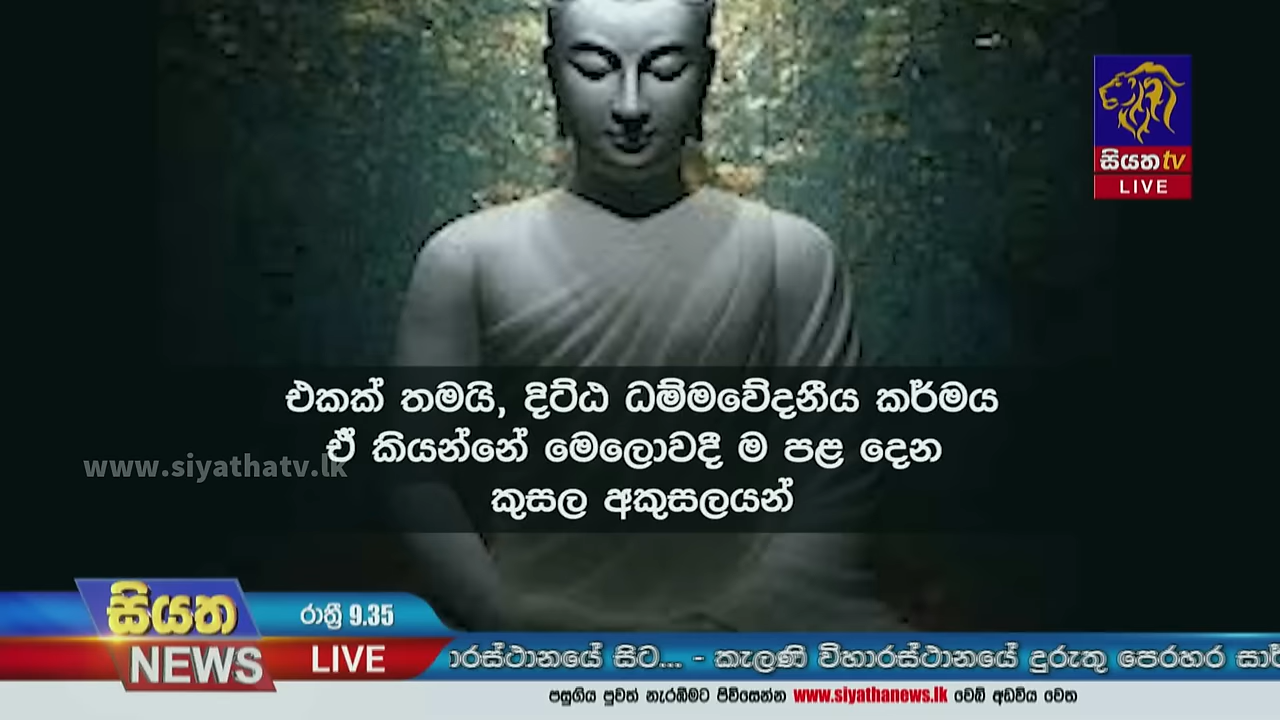 සියත tv
LIVE
එකක් තමයි, දිට්ඨ ධම්මවේදනීය කර්මය
ඒ කියන්නේ මෙලොවදී ම පළ දෙන
කුසල අකුසලයන්
www.siyathatv.lk
සියත
NEWS
රාත්‍රී 9.35
LIVE
ාරස්ථානයේ සිට... - කැලණි විහාරස්ථානයේ දුරුතු පෙරහර
පසුගිය පුවත් නැරඹීමට පිවිසෙන්න www.siyathanews.lk වෙබ් අඩවිය වෙත